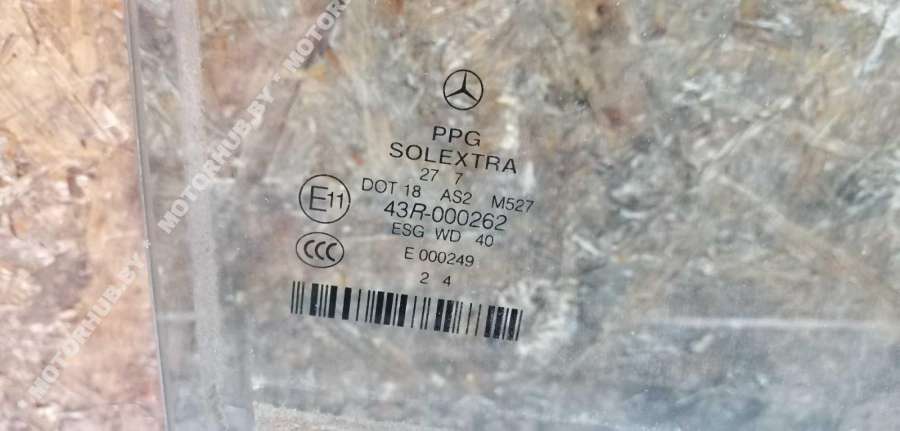 PPG
SOLEXTRA
27 7
DOT 18 AS2 M527
E11
43R-000262
ESG WD 40
CCC
E 000249
2 4
MOTORHUB.BY * MOTORHUB.BY * MOTORHUB.BY *